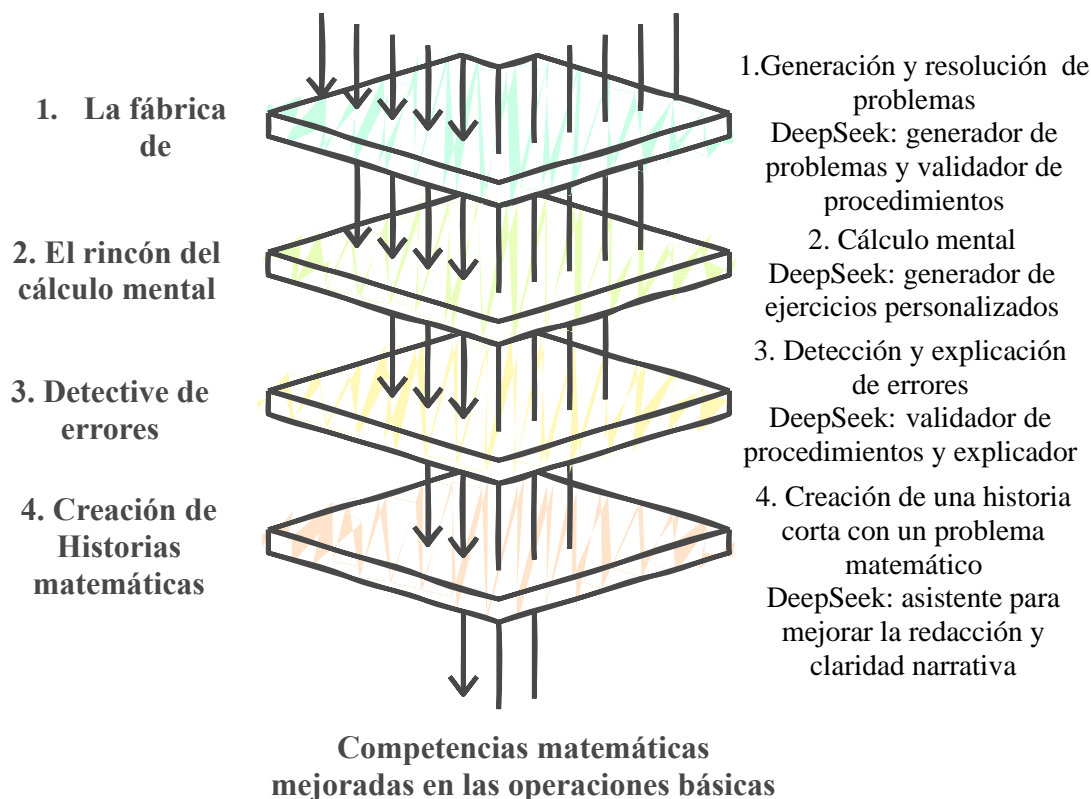 1. La fábrica
de
1.Generación y resolución de
problemas
DeepSeek: generador de
problemas y validador de
procedimientos
2. El rincón del
cálculo mental
2. Cálculo mental
DeepSeek: generador de
ejercicios personalizados
3. Detective de
errores
3. Detección y explicación
de errores
DeepSeek: validador de
procedimientos y explicador
4. Creación de
Historias
matemáticas
4. Creación de una historia
corta con un problema
matemático
DeepSeek: asistente para
mejorar la redacción y
claridad narrativa
Competencias matemáticas
mejoradas en las operaciones básicas